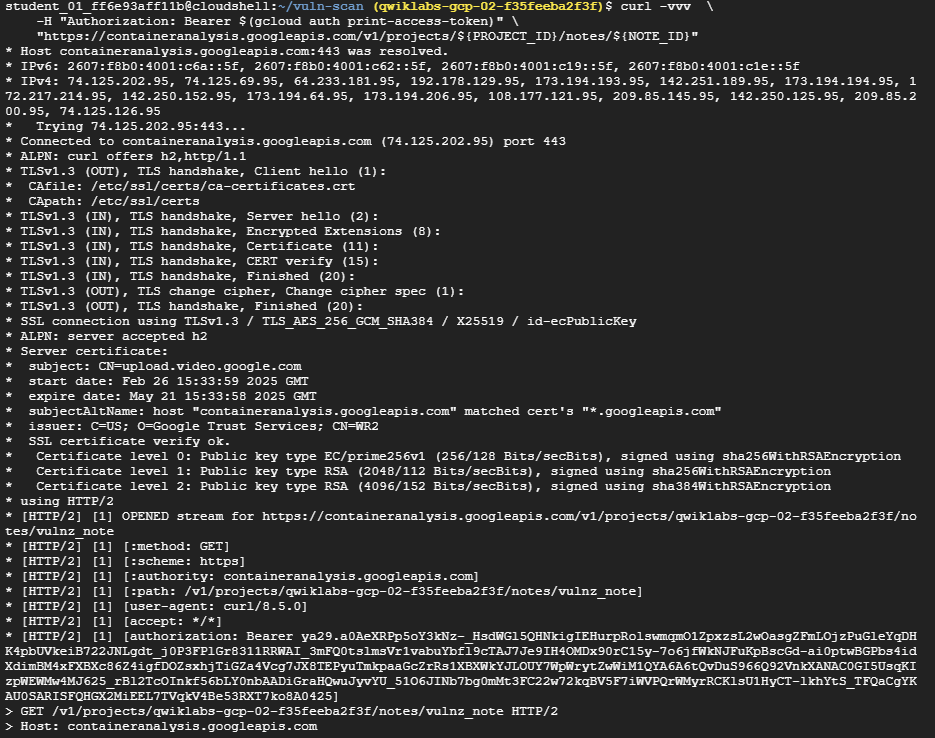 student_01_ff6e93aff11b@cloudshell:~/vuln-scan (qwiklabs-gcp-02-f35feeba2f3f)$ curl -vvv \
-H "Authorization: Bearer $(gcloud auth print-access-token)" \
"https://containeranalysis.googleapis.com/v1/projects/${PROJECT_ID}/notes/${NOTE_ID}"
* Host containeranalysis.googleapis.com:443 was resolved.
* IPv6: 2607:f8b0:4001:c6a::5f, 2607:f8b0:4001:c62::5f, 2607:f8b0:4001:c19::5f, 2607:f8b0:4001:c1e::5f
* IPv4: 74.125.202.95, 74.125.69.95, 64.233.181.95, 192.178.129.95, 173.194.193.95, 142.251.189.95, 173.194.194.95, 1
72.217.214.95, 142.250.152.95, 173.194.64.95, 173.194.206.95, 108.177.121.95, 209.85.145.95, 142.250.125.95, 209.85.2
00.95, 74.125.126.95
*   Trying 74.125.202.95:443...
* Connected to containeranalysis.googleapis.com (74.125.202.95) port 443
* ALPN: curl offers h2,http/1.1
* TLSv1.3 (OUT), TLS handshake, Client hello (1):
*  CAfile: /etc/ssl/certs/ca-certificates.crt
*  CApath: /etc/ssl/certs
* TLSv1.3 (IN), TLS handshake, Server hello (2):
* TLSv1.3 (IN), TLS handshake, Encrypted Extensions (8):
* TLSv1.3 (IN), TLS handshake, Certificate (11):
* TLSv1.3 (IN), TLS handshake, CERT verify (15):
* TLSv1.3 (IN), TLS handshake, Finished (20):
* TLSv1.3 (OUT), TLS change cipher, Change cipher spec (1):
* TLSv1.3 (OUT), TLS handshake, Finished (20):
* SSL connection using TLSv1.3 / TLS_AES_256_GCM_SHA384 / X25519 / id-ecPublicKey
* ALPN: server accepted h2
* Server certificate:
*  subject: CN=upload.video.google.com
*  start date: Feb 26 15:33:59 2025 GMT
*  expire date: May 21 15:33:58 2025 GMT
*  subjectAltName: host "containeranalysis.googleapis.com" matched cert's "*.googleapis.com"
*  issuer: C=US; O=Google Trust Services; CN=WR2
*  SSL certificate verify ok.
*   Certificate level 0: Public key type EC/prime256v1 (256/128 Bits/secBits), signed using sha256WithRSAEncryption
*   Certificate level 1: Public key type RSA (2048/112 Bits/secBits), signed using sha256WithRSAEncryption
*   Certificate level 2: Public key type RSA (4096/152 Bits/secBits), signed using sha384WithRSAEncryption
* using HTTP/2
* [HTTP/2] [1] OPENED stream for https://containeranalysis.googleapis.com/v1/projects/qwiklabs-gcp-02-f35feeba2f3f/no
tes/vulnz_note
* [HTTP/2] [1] [:method: GET]
* [HTTP/2] [1] [:scheme: https]
* [HTTP/2] [1] [:authority: containeranalysis.googleapis.com]
* [HTTP/2] [1] [:path: /v1/projects/qwiklabs-gcp-02-f35feeba2f3f/notes/vulnz_note]
* [HTTP/2] [1] [user-agent: curl/8.5.0]
* [HTTP/2] [1] [accept: */*]
* [HTTP/2] [1] [authorization: Bearer
> GET /v1/projects/qwiklabs-gcp-02-f35feeba2f3f/notes/vulnz_note HTTP/2
> Host: containeranalysis.googleapis.com